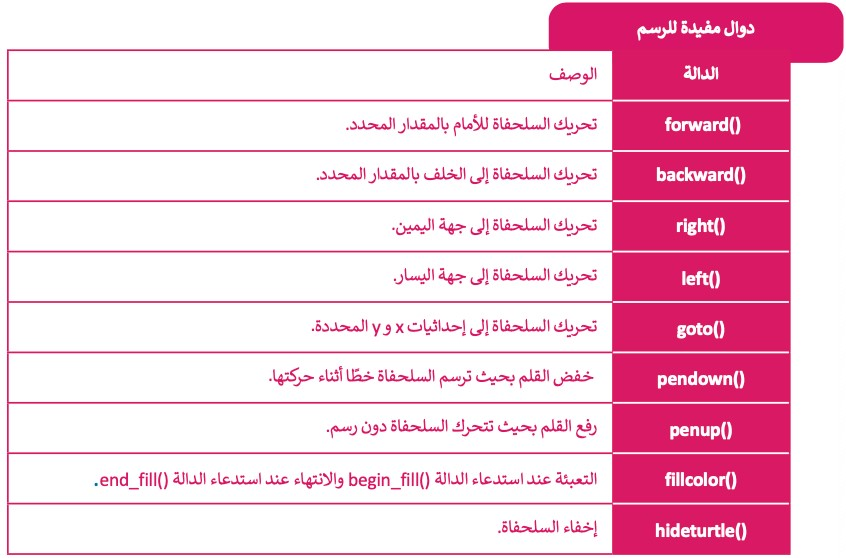 دوال مفيدة للرسم
الدالة الوصف
forward() تحريك السلحفاة للأمام بالمقدار المحدد.
backward() تحريك السلحفاة إلى الخلف بالمقدار المحدد.
right() تحريك السلحفاة إلى جهة اليمين.
left() تحريك السلحفاة إلى جهة اليسار.
goto() تحريك السلحفاة إلى إحداثيات x و y المحددة.
pendown() خفض القلم بحيث ترسم السلحفاة خطًا أثناء حركتها.
penup() رفع القلم بحيث تتحرك السلحفاة دون رسم.
fillcolor() التعبئة عند استدعاء الدالة begin_fill() والانتهاء عند استدعاء الدالة end_fill().
hideturtle() إخفاء السلحفاة.